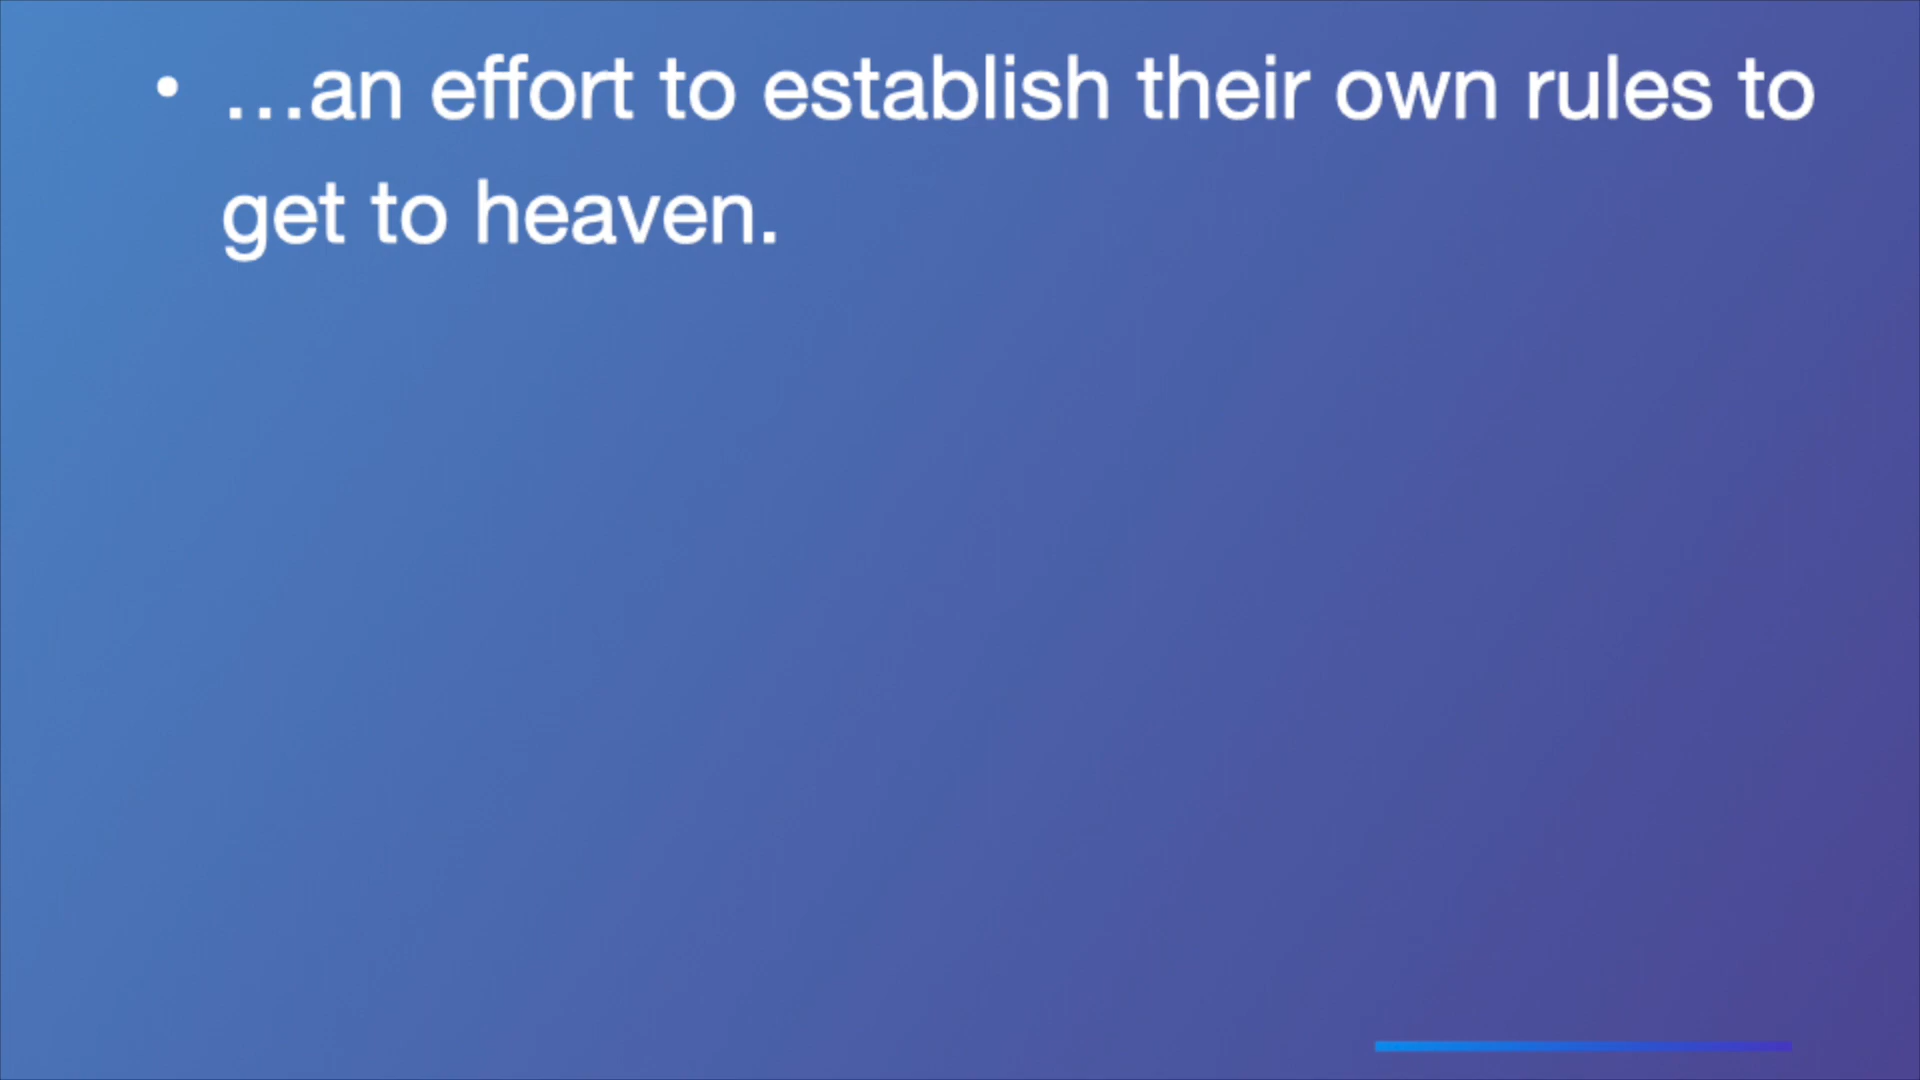 • …an effort to establish their own rules to
get to heaven.